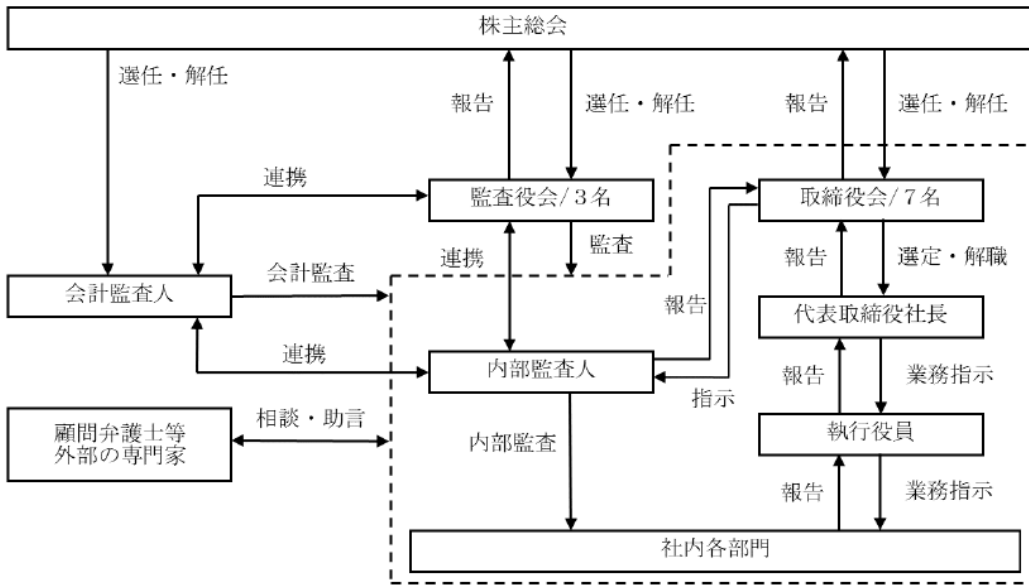 株主総会
選任・解任
報告
選任・解任
報告
選任・解任
連携
監査役会/3名
取締役会/7名
連携
監査
報告
選定・解職
会計監査人
会計監査
報告
代表取締役社長
連携
内部監査人
指示
報告
業務指示
顧問弁護士等
外部の専門家
相談・助言
内部監査
執行役員
報告
業務指示
社内各部門